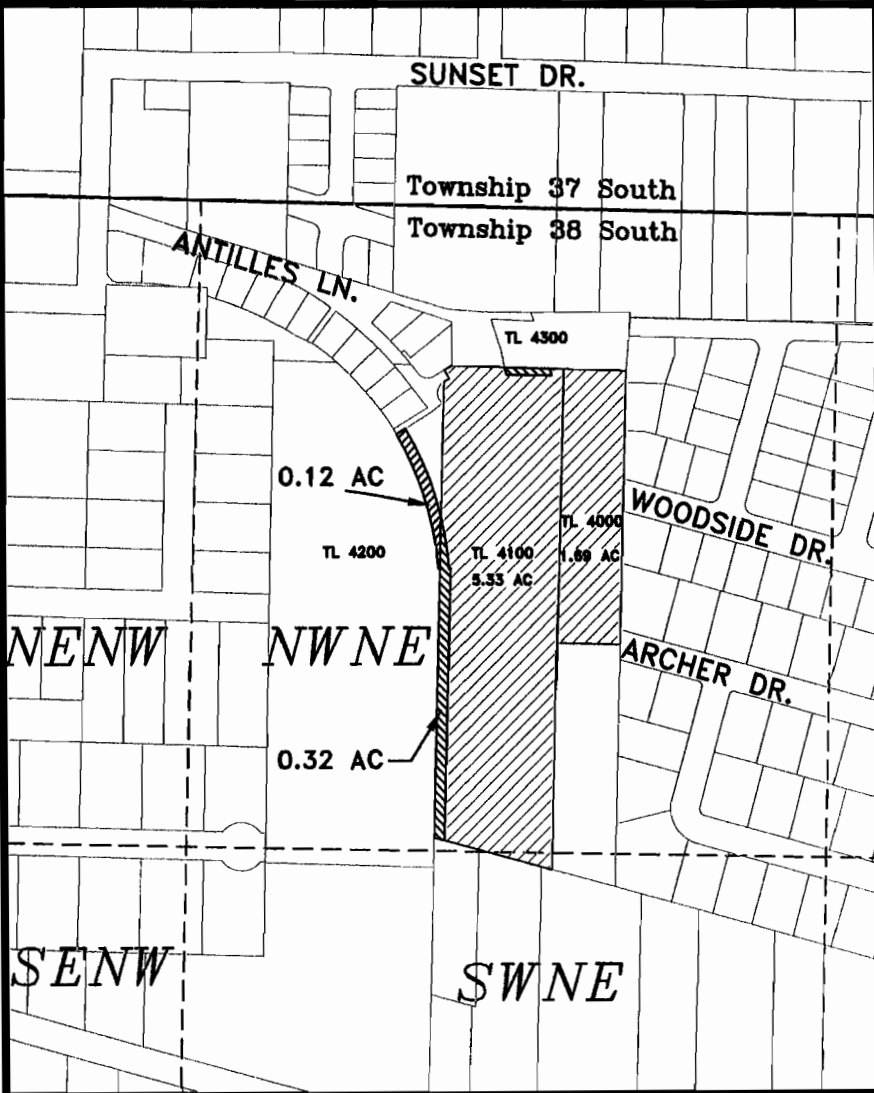 SUNSET DR.
Township 37 South
Township 38 South
ANTILLES LN.
TL 4300
0.12 AC
WOODSIDE DR.
TL 4000
1.69 AC
TL 4200
TL 4100
5.33 AC
NENW
NWNE
ARCHER DR.
0.32 AC
SENW
SWNE